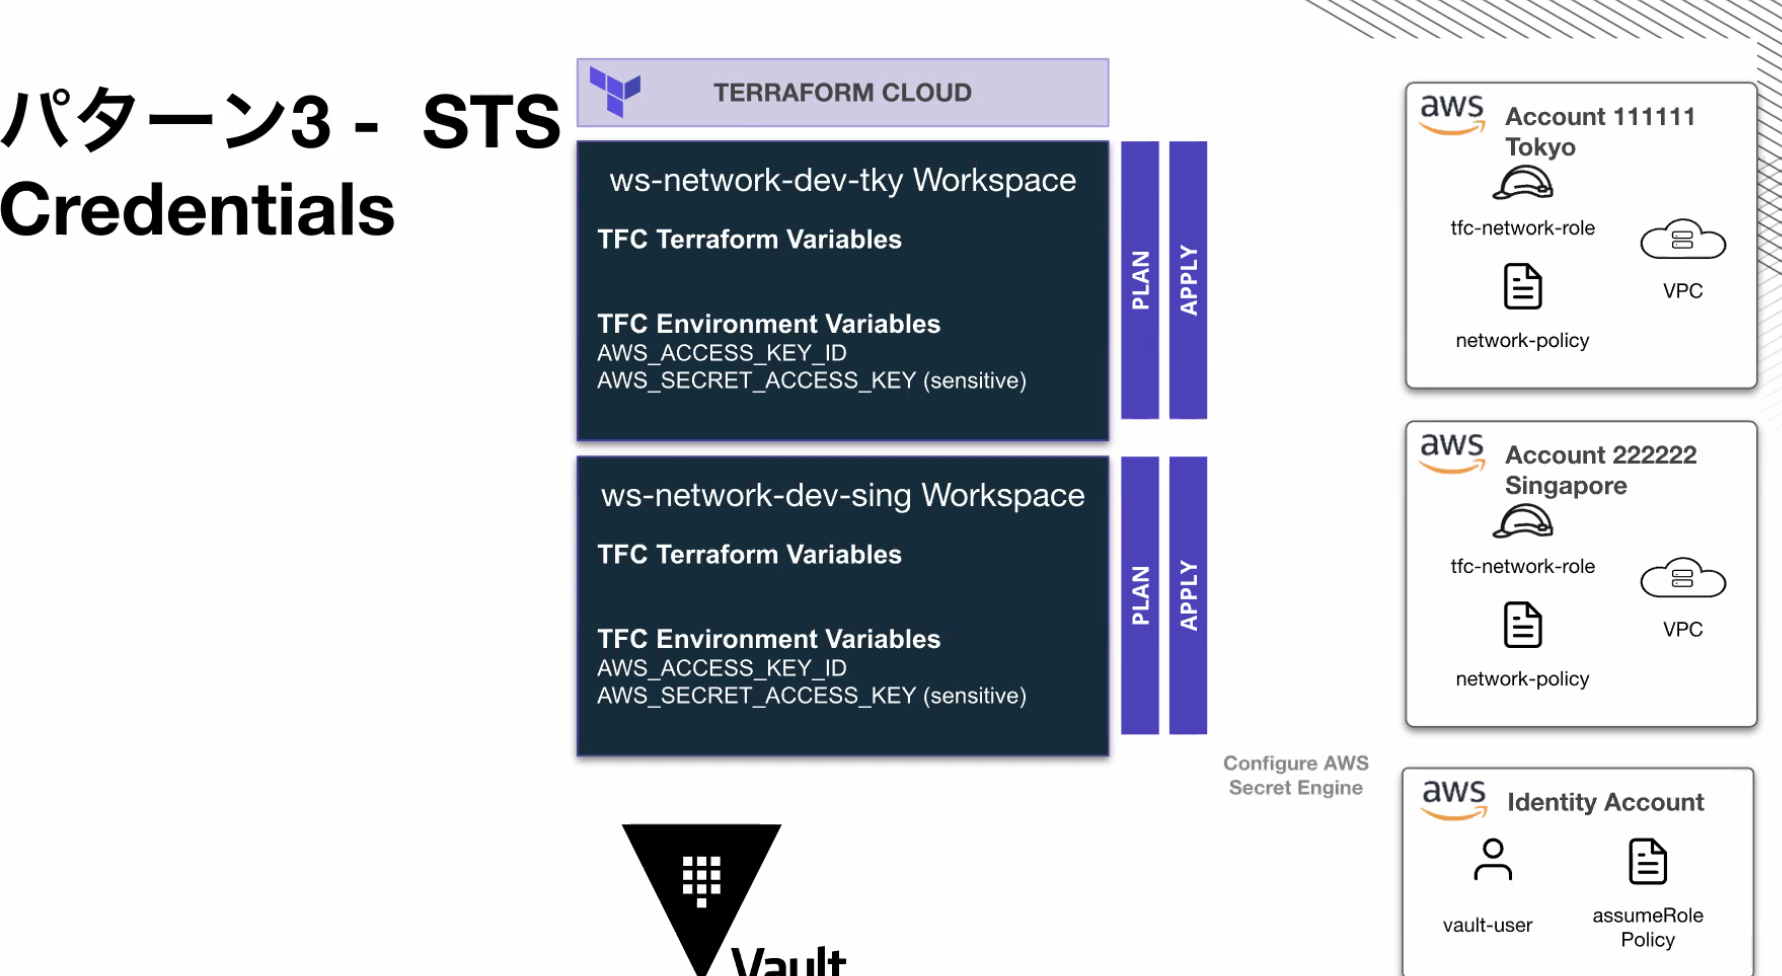 パターン3 - STS
Credentials
TERRAFORM CLOUD
ws-network-dev-tky Workspace
TFC Terraform Variables
TFC Environment Variables
AWS_ACCESS_KEY_ID
AWS_SECRET_ACCESS_KEY (sensitive)
PLAN
APPLY
ws-network-dev-sing Workspace
TFC Terraform Variables
TFC Environment Variables
AWS_ACCESS_KEY_ID
AWS_SECRET_ACCESS_KEY (sensitive)
PLAN
APPLY
Configure AWS
Secret Engine
Vault
aws
Account 111111
Tokyo
tfc-network-role
VPC
network-policy
aws
Account 222222
Singapore
tfc-network-role
VPC
network-policy
aws
Identity Account
vault-user
assumeRole
Policy